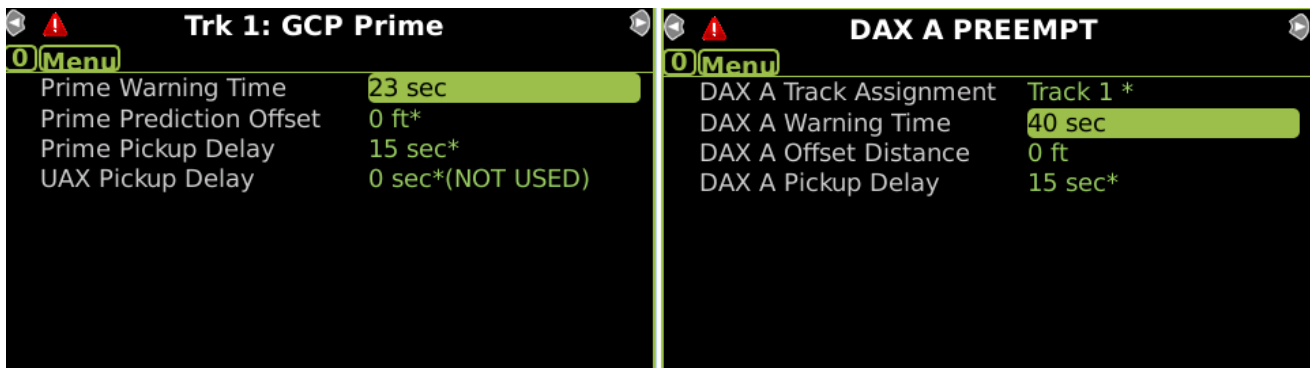 Trk 1: GCP Prime
0 Menu
Prime Warning Time 23 sec
Prime Prediction Offset 0 ft*
Prime Pickup Delay 15 sec*
UAX Pickup Delay 0 sec*(NOT USED)
DAX A PREEMPT
0 Menu
DAX A Track Assignment Track 1 *
DAX A Warning Time 40 sec
DAX A Offset Distance 0 ft
DAX A Pickup Delay 15 sec*